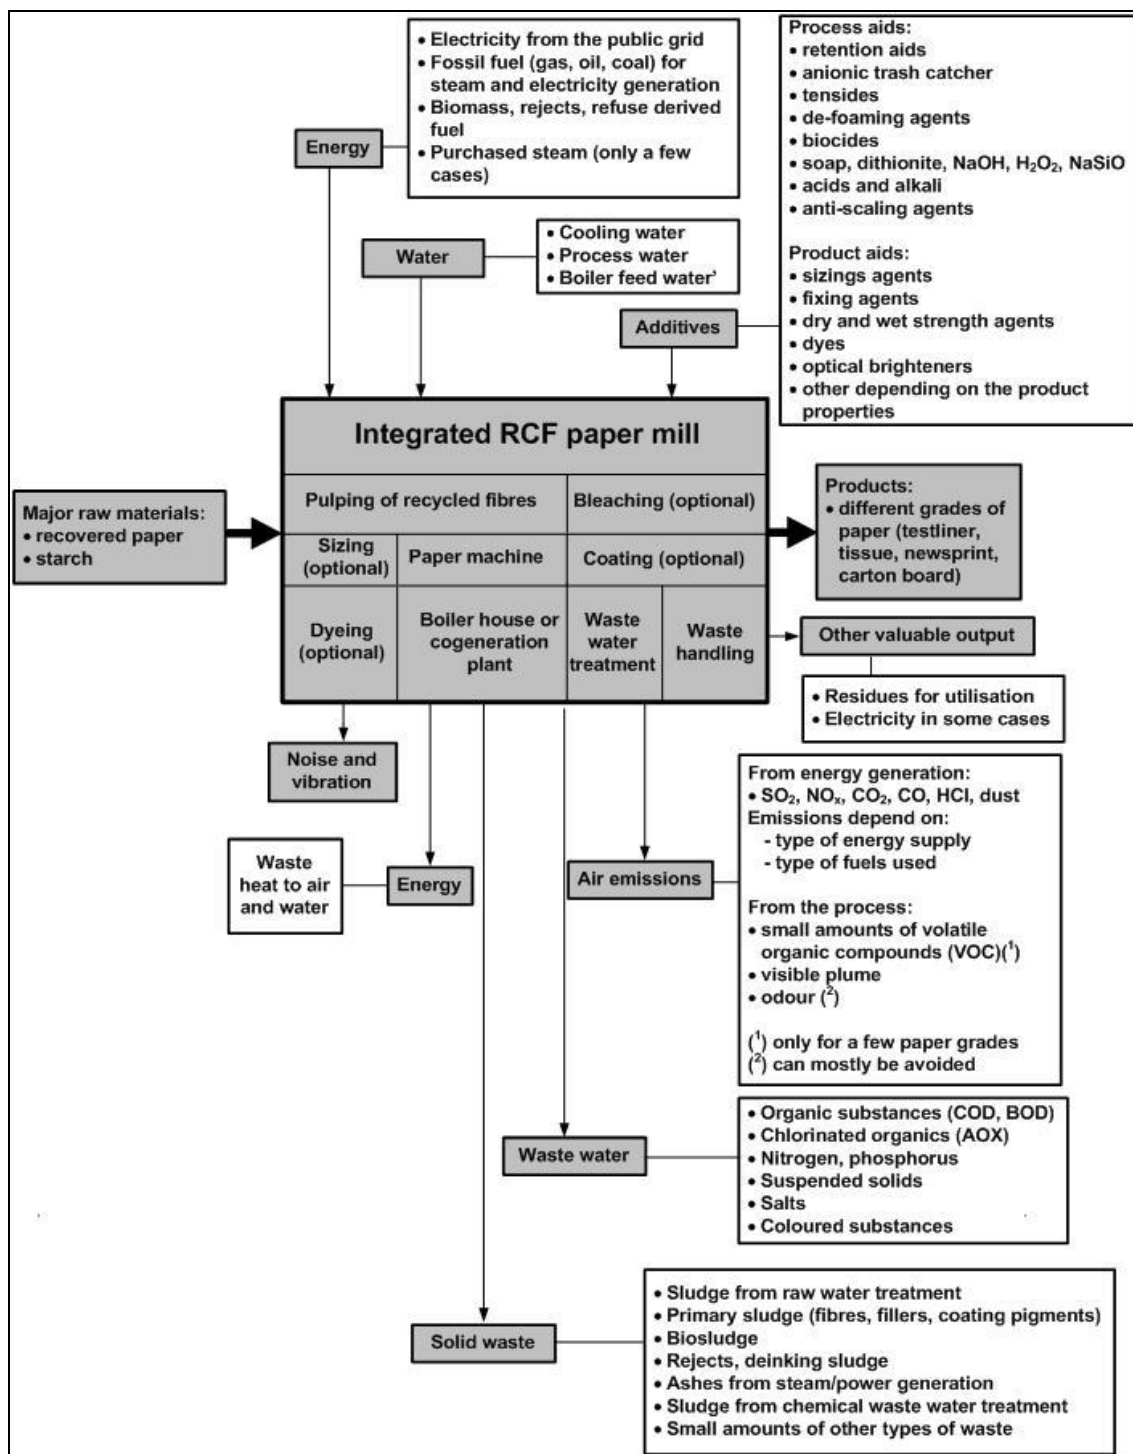 • Electricity from the public grid
• Fossil fuel (gas, oil, coal) for
steam and electricity generation
• Biomass, rejects, refuse derived
fuel
• Purchased steam (only a few
cases)
Energy
Process aids:
• retention aids
• anionic trash catcher
• tensides
• de-foaming agents
• biocides
• soap, dithionite, NaOH, H₂O₂, NaSiO
• acids and alkali
• anti-scaling agents
Product aids:
• sizings agents
• fixing agents
• dry and wet strength agents
• dyes
• optical brighteners
• other depending on the product
properties
Water
• Cooling water
• Process water
• Boiler feed water’
Additives
Integrated RCF paper mill
Pulping of recycled fibres
Bleaching (optional)
Sizing
(optional)
Paper machine
Coating (optional)
Dyeing
(optional)
Boiler house or
cogeneration
plant
Waste
water
treatment
Waste
handling
Major raw materials:
• recovered paper
• starch
Products:
• different grades of
paper (testliner,
tissue, newsprint,
carton board)
Other valuable output
• Residues for utilisation
• Electricity in some cases
Noise and
vibration
Waste
heat to air
and water
Energy
Air emissions
From energy generation:
• SO₂, NOₓ, CO₂, CO, HCl, dust
Emissions depend on:
- type of energy supply
- type of fuels used
From the process:
• small amounts of volatile
organic compounds (VOC)(¹)
• visible plume
• odour (²)
(¹) only for a few paper grades
(²) can mostly be avoided
Waste water
• Organic substances (COD, BOD)
• Chlorinated organics (AOX)
• Nitrogen, phosphorus
• Suspended solids
• Salts
• Coloured substances
Solid waste
• Sludge from raw water treatment
• Primary sludge (fibres, fillers, coating pigments)
• Biosludge
• Rejects, deinking sludge
• Ashes from steam/power generation
• Sludge from chemical waste water treatment
• Small amounts of other types of waste